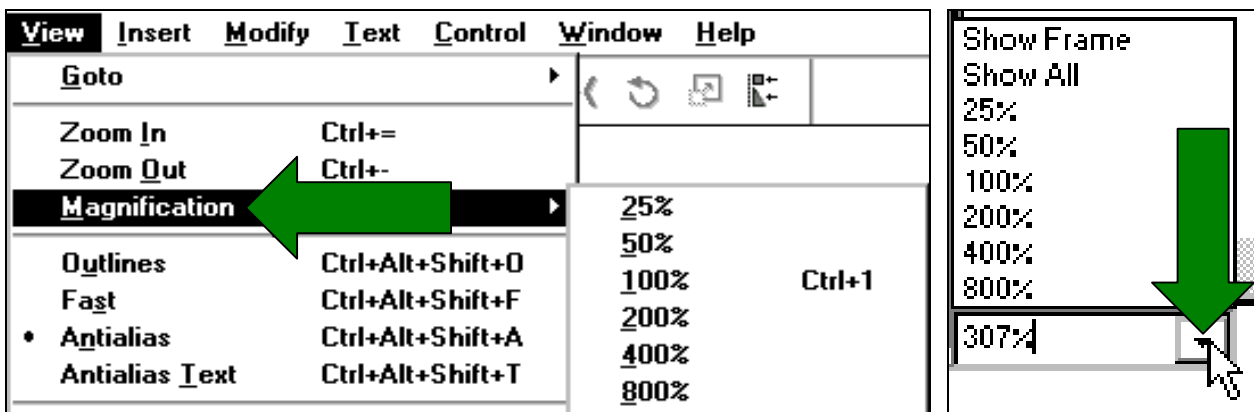 View Insert Modify Text Control Window Help
Goto
Zoom In Ctrl+=
Zoom Out Ctrl+-
Magnification
Outlines Ctrl+Alt+Shift+O
Fast Ctrl+Alt+Shift+F
Antialias Ctrl+Alt+Shift+A
Antialias Text Ctrl+Alt+Shift+T
25%
50%
100% Ctrl+1
200%
400%
800%
Show Frame
Show All
25%
50%
100%
200%
400%
800%
307%